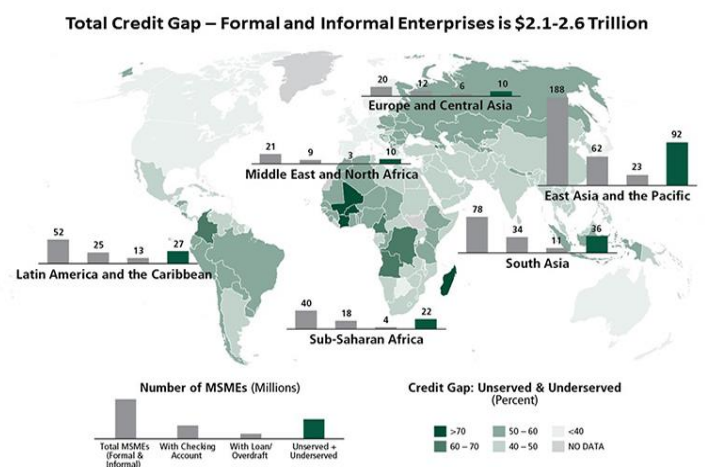 Total Credit Gap – Formal and Informal Enterprises is $2.1-2.6 Trillion
20 12 6 10
Europe and Central Asia
188 62 23 92
East Asia and the Pacific
21 9 3 10
Middle East and North Africa
78 34 11 36
South Asia
52 25 13 27
Latin America and the Caribbean
40 18 4 22
Sub-Saharan Africa
Number of MSMEs (Millions)
Total MSMEs
(Formal &
Informal)
With Checking
Account
With Loan/
Overdraft
Unserved +
Underserved
Credit Gap: Unserved & Underserved
(Percent)
>70 50 – 60 <40
60 – 70 40 – 50 NO DATA